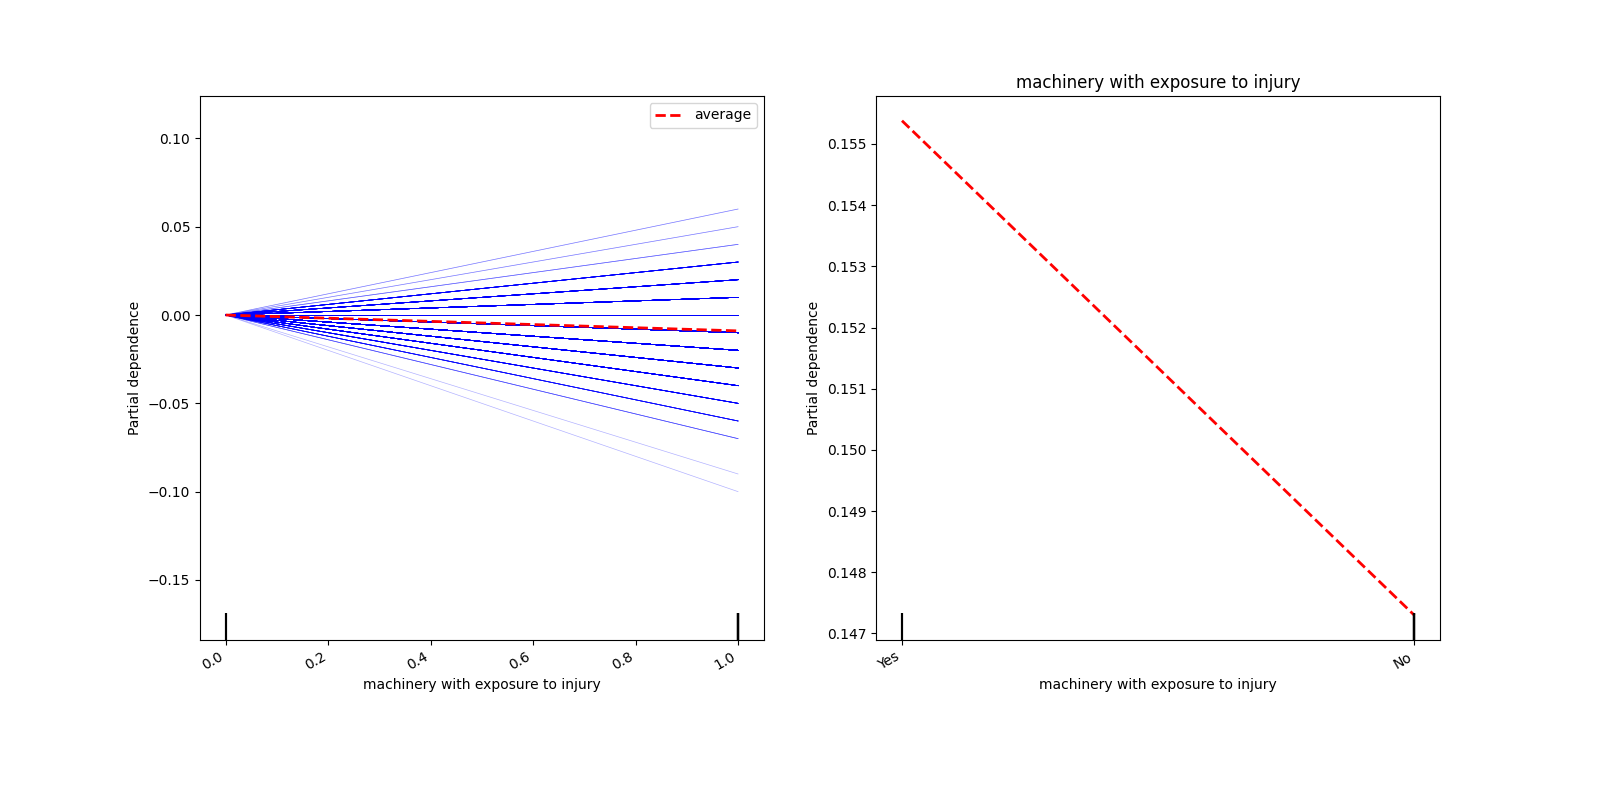 average
0.10
0.05
0.00
−0.05
−0.10
−0.15
Partial dependence
0.0 0.2 0.4 0.6 0.8 1.0
machinery with exposure to injury
machinery with exposure to injury
0.155
0.154
0.153
0.152
0.151
0.150
0.149
0.148
0.147
Partial dependence
Yes No
machinery with exposure to injury